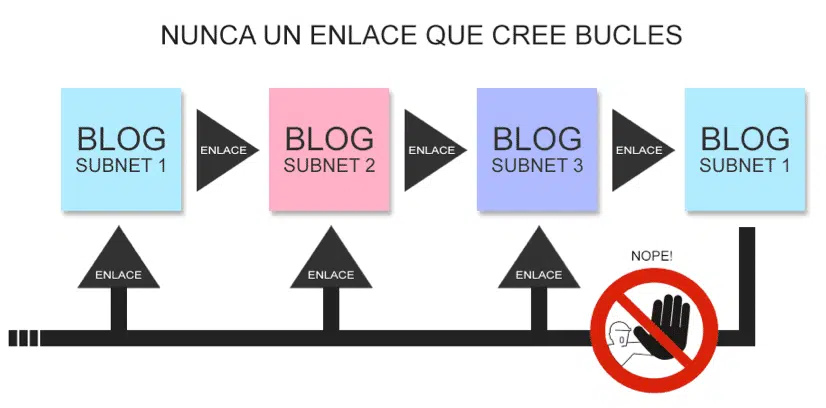 NUNCA UN ENLACE QUE CREE BUCLES
BLOG
SUBNET 1
ENLACE
BLOG
SUBNET 2
ENLACE
BLOG
SUBNET 3
ENLACE
BLOG
SUBNET 1
ENLACE
ENLACE
ENLACE
NOPE!